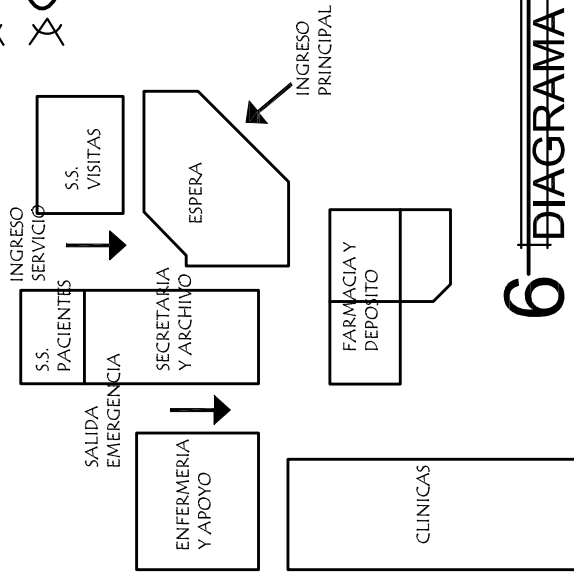 INGRESO
PRINCIPAL
S.S.
VISITAS
ESPERA
INGRESO
SERVICIO
S.S.
PACIENTES
SECRETARIA
Y ARCHIVO
FARMACIA Y
DEPOSITO
SALIDA
EMERGENCIA
ENFERMERIA
Y APOYO
CLINICAS
6 DIAGRAMA